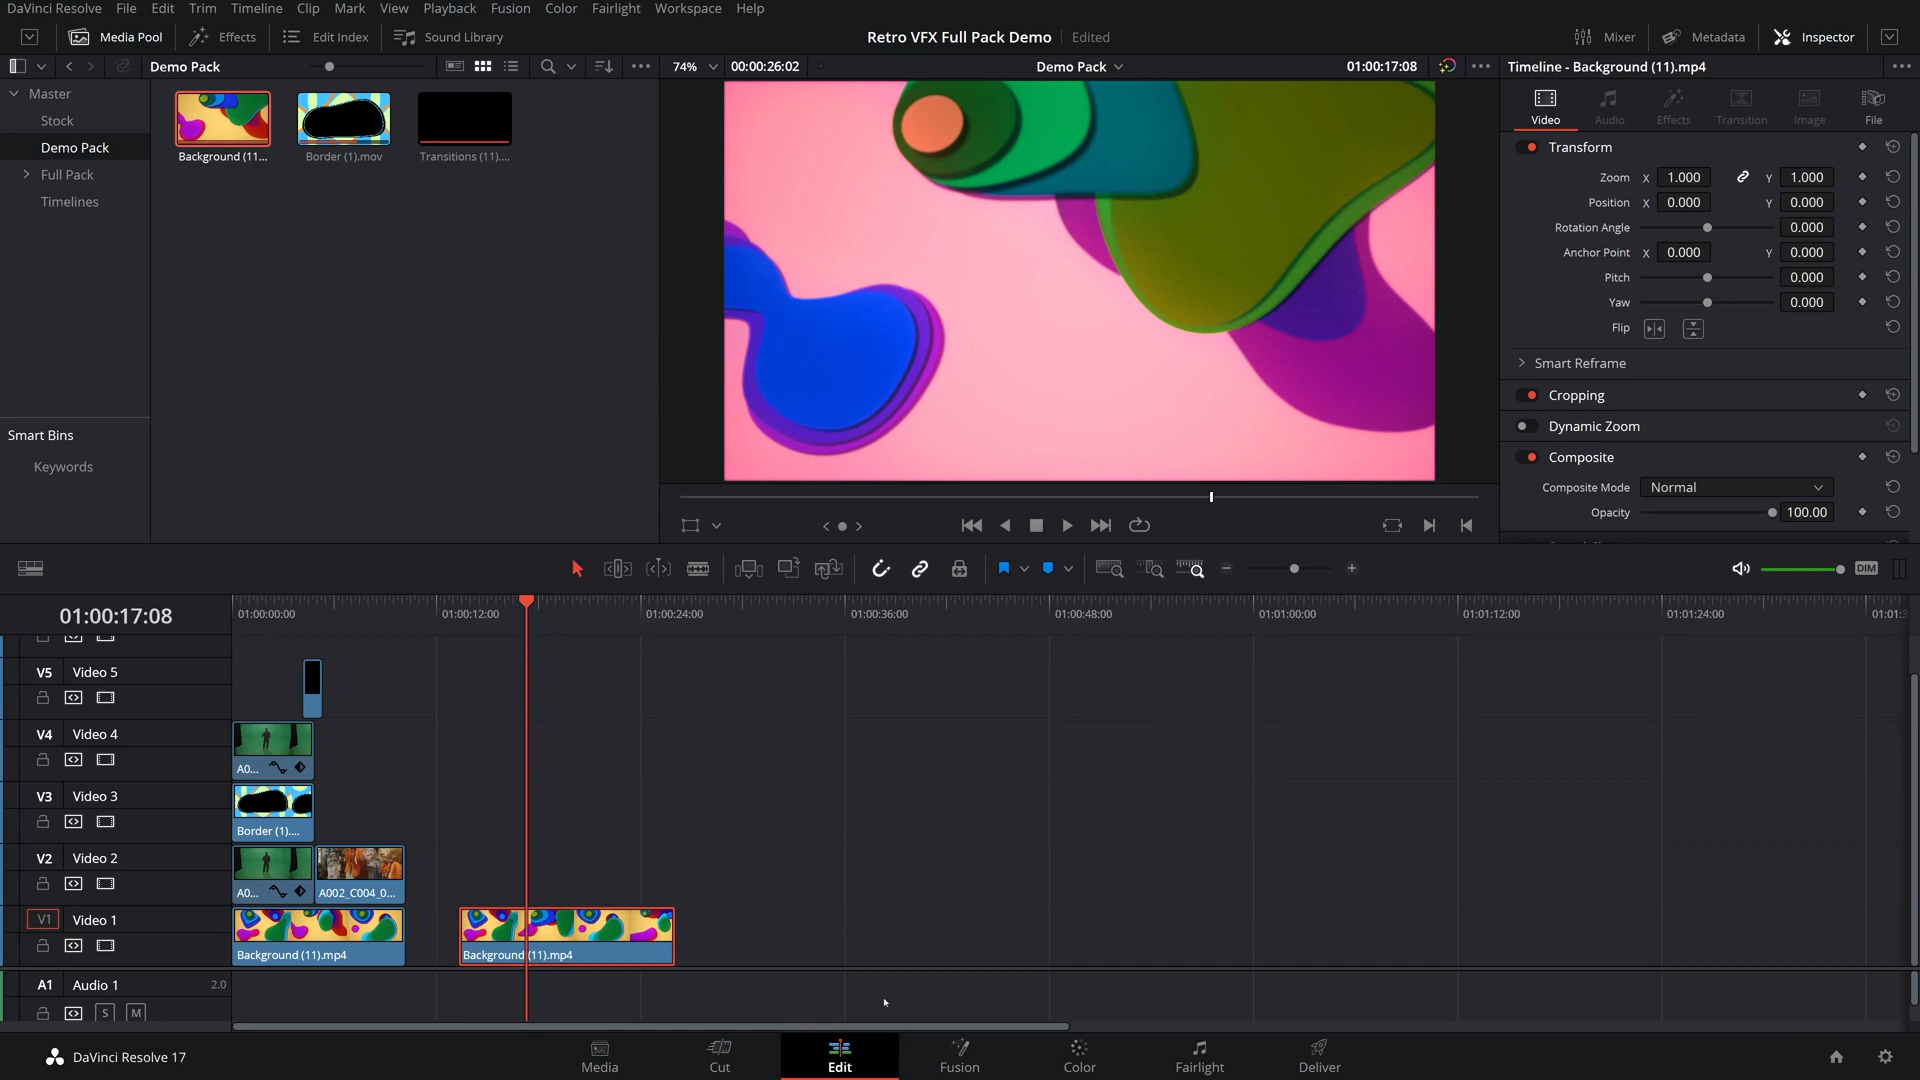 DaVinci Resolve File Edit Trim Timeline Clip Mark View Playback Fusion Color Fairlight Workspace Help
Media Pool Effects Edit Index Sound Library Retro VFX Full Pack Demo Edited Mixer Metadata Inspector
Demo Pack 74% 00:00:26:02 Demo Pack 01:00:17:08 Timeline - Background (11).mp4
Master
Stock
Demo Pack
Full Pack
Timelines
Smart Bins
Keywords
Background (11... Border (1).mov Transitions (11)....
Video Audio Effects Transition Image File
Transform
Zoom X 1.000 Y 1.000
Position X 0.000 Y 0.000
Rotation Angle 0.000
Anchor Point X 0.000 Y 0.000
Pitch 0.000
Yaw 0.000
Flip
Smart Reframe
Cropping
Dynamic Zoom
Composite
Composite Mode Normal
Opacity 100.00
DIM
01:00:17:08 01:00:00:00 01:00:12:00 01:00:24:00 01:00:36:00 01:00:48:00 01:01:00:00 01:01:12:00 01:01:24:00
V5 Video 5
V4 Video 4
A0...
V3 Video 3
Border (1)....
V2 Video 2
A0... A002_C004_0...
V1 Video 1
Background (11).mp4 Background (11).mp4
A1 Audio 1 2.0
S M
DaVinci Resolve 17 Media Cut Edit Fusion Color Fairlight Deliver